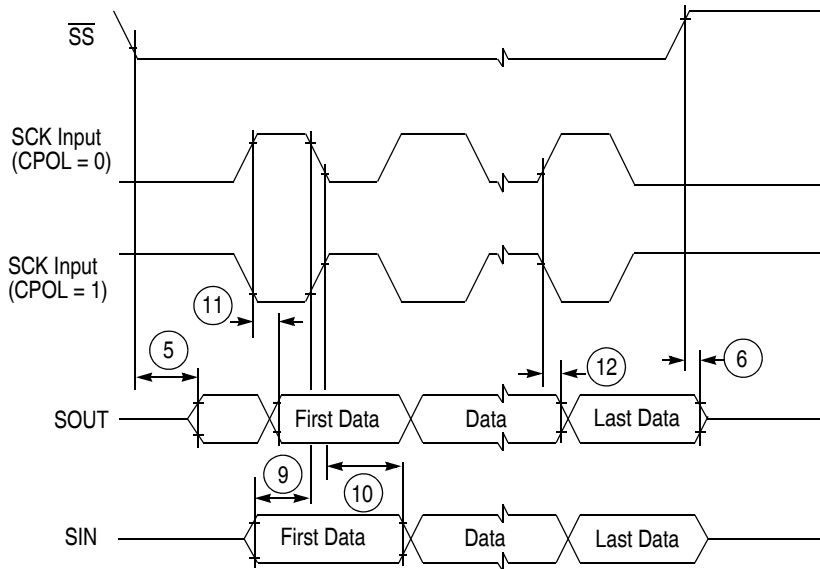 SS
SCK Input
(CPOL = 0)
SCK Input
(CPOL = 1)
11
5
12
6
SOUT
First Data
Data
Last Data
9
10
SIN
First Data
Data
Last Data